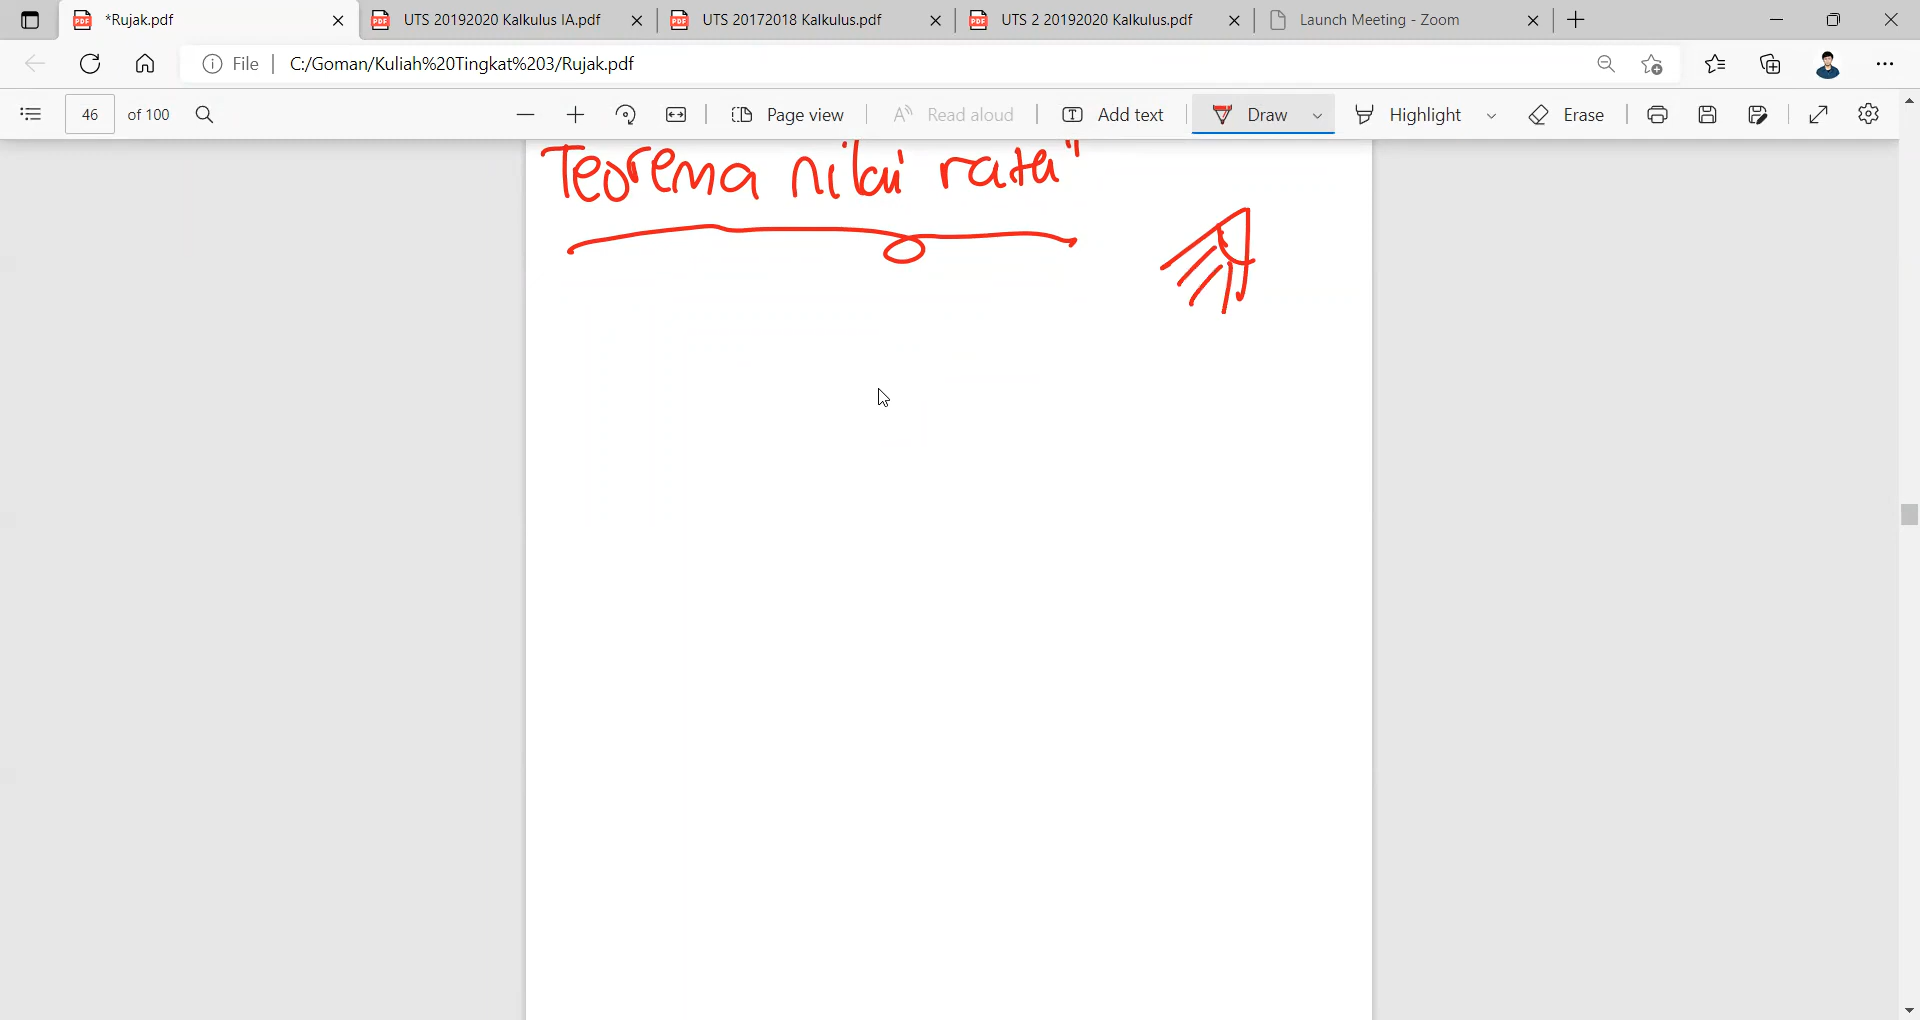 *Rujak.pdf
UTS 20192020 Kalkulus IA.pdf
UTS 20172018 Kalkulus.pdf
UTS 2 20192020 Kalkulus.pdf
Launch Meeting - Zoom
File
C:/Goman/Kuliah%20Tingkat%203/Rujak.pdf
46 of 100
Page view
Read aloud
Add text
Draw
Highlight
Erase
Teorema nilai rata"